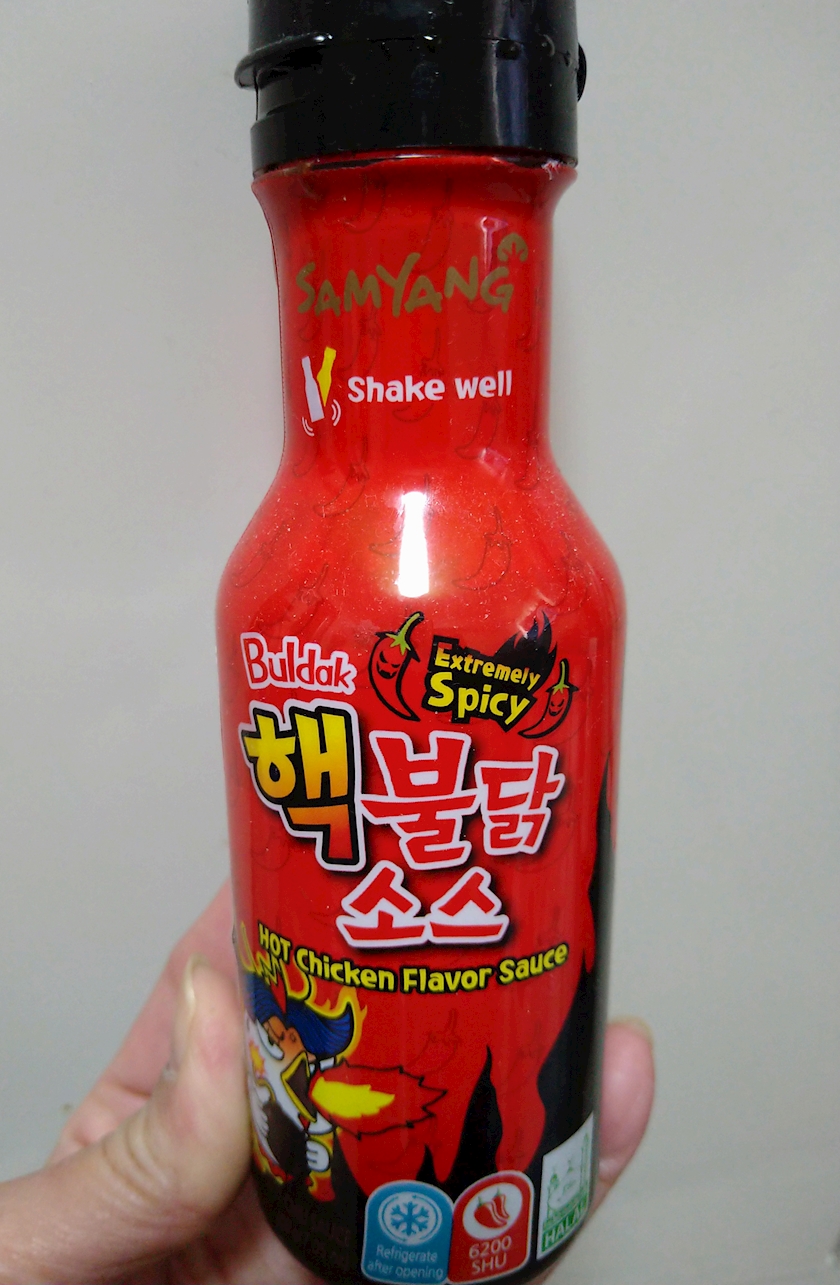 SAMYANG
Shake well
Buldak
Extremely
Spicy
핵불닭
소스
HOT Chicken Flavor Sauce
Refrigerate
after opening
6200
SHU
HALAL